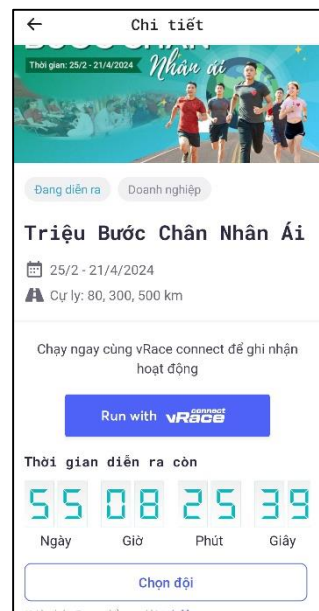 Chi tiết
BƯỚC CHÂN
Thời gian: 25/2 - 21/4/2024
Nhân ái
Đang diễn ra
Doanh nghiệp
Triệu Bước Chân Nhân Ái
25/2 - 21/4/2024
Cự ly: 80, 300, 500 km
Chạy ngay cùng vRace connect để ghi nhận
hoạt động
Run with vRace connect
Thời gian diễn ra còn
55 08 25 39
Ngày Giờ Phút Giây
Chọn đội